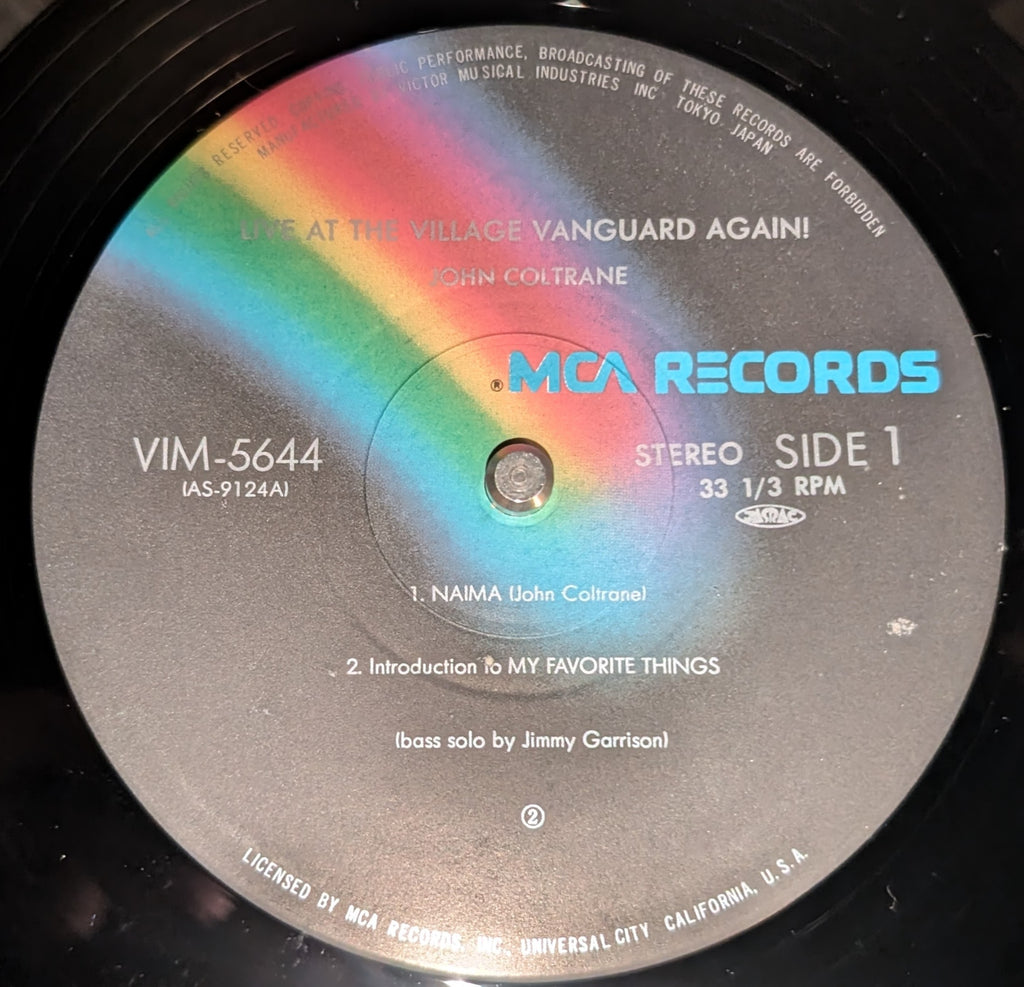 RESERVED PUBLIC PERFORMANCE, BROADCASTING OF THESE RECORDS ARE FORBIDDEN
VICTOR MUSICAL INDUSTRIES INC. TOKYO JAPAN
LIVE AT THE VILLAGE VANGUARD AGAIN!
JOHN COLTRANE
® MCA RECORDS
VIM-5644
(AS-9124A)
STEREO SIDE 1
33 1/3 RPM
JASRAC
1. NAIMA (John Coltrane)
2. Introduction to MY FAVORITE THINGS
(bass solo by Jimmy Garrison)
②
LICENSED BY MCA RECORDS, INC., UNIVERSAL CITY CALIFORNIA, U.S.A.